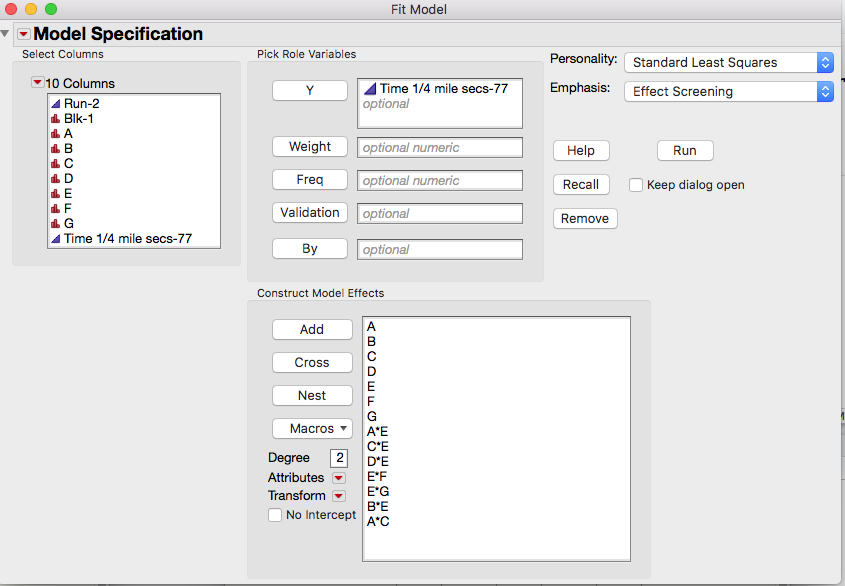 Fit Model
Model Specification
Select Columns
10 Columns
Run-2
Blk-1
A
B
C
D
E
F
G
Time 1/4 mile secs-77
Pick Role Variables
Y
Time 1/4 mile secs-77
optional
Weight
optional numeric
Freq
optional numeric
Validation
optional
By
optional
Personality:
Standard Least Squares
Emphasis:
Effect Screening
Help
Run
Recall
Keep dialog open
Remove
Construct Model Effects
Add
Cross
Nest
Macros
Degree
2
Attributes
Transform
No Intercept
A
B
C
D
E
F
G
A*E
C*E
D*E
E*F
E*G
B*E
A*C